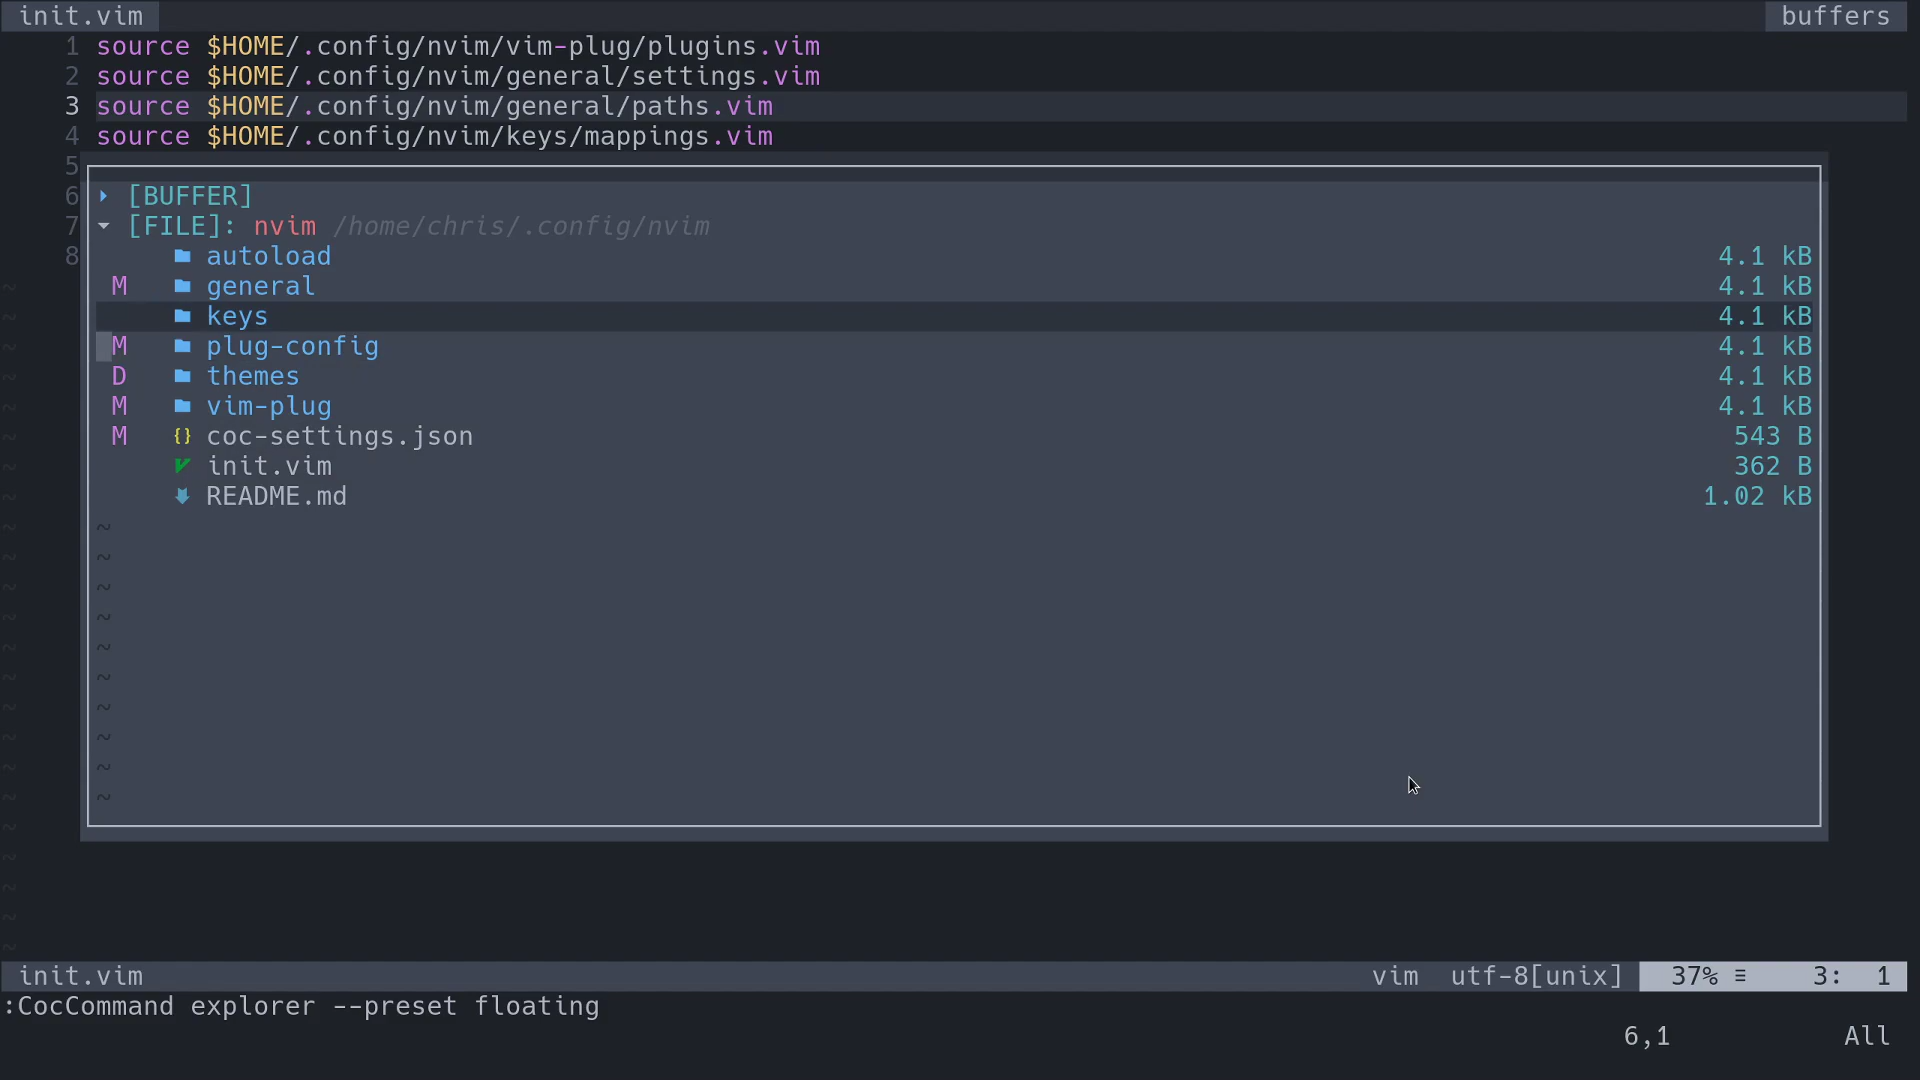 init.vim buffers
1 source $HOME/.config/nvim/vim-plug/plugins.vim
2 source $HOME/.config/nvim/general/settings.vim
3 source $HOME/.config/nvim/general/paths.vim
4 source $HOME/.config/nvim/keys/mappings.vim
5
6 [BUFFER]
7 [FILE]: nvim /home/chris/.config/nvim
8 autoload 4.1 kB
~ M general 4.1 kB
~ keys 4.1 kB
~ M plug-config 4.1 kB
~ D themes 4.1 kB
~ M vim-plug 4.1 kB
~ M {} coc-settings.json 543 B
~ init.vim 362 B
~ README.md 1.02 kB
~ ~
~ ~
~ ~
~ ~
~ ~
~ ~
~ ~
~ ~
~ ~
~ ~
~
~
~
~
~
init.vim vim utf-8[unix] 37% ≡ 3: 1
:CocCommand explorer --preset floating
6,1 All